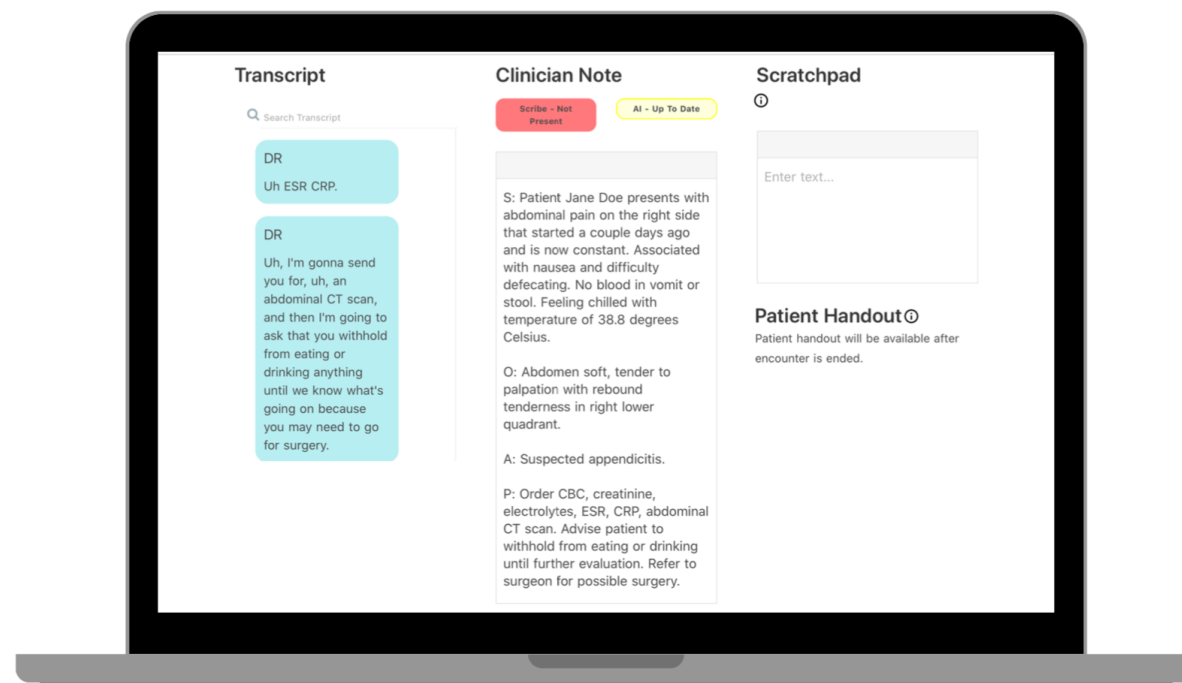 Transcript
Search Transcript
DR
Uh ESR CRP.
DR
Uh, I'm gonna send
you for, uh, an
abdominal CT scan,
and then I'm going to
ask that you withhold
from eating or
drinking anything
until we know what's
going on because
you may need to go
for surgery.
Clinician Note
Scribe - Not
Present
AI - Up To Date
S: Patient Jane Doe presents with
abdominal pain on the right side
that started a couple days ago
and is now constant. Associated
with nausea and difficulty
defecating. No blood in vomit or
stool. Feeling chilled with
temperature of 38.8 degrees
Celsius.
O: Abdomen soft, tender to
palpation with rebound
tenderness in right lower
quadrant.
A: Suspected appendicitis.
P: Order CBC, creatinine,
electrolytes, ESR, CRP, abdominal
CT scan. Advise patient to
withhold from eating or drinking
until further evaluation. Refer to
surgeon for possible surgery.
Scratchpad
Enter text...
Patient Handout
Patient handout will be available after
encounter is ended.